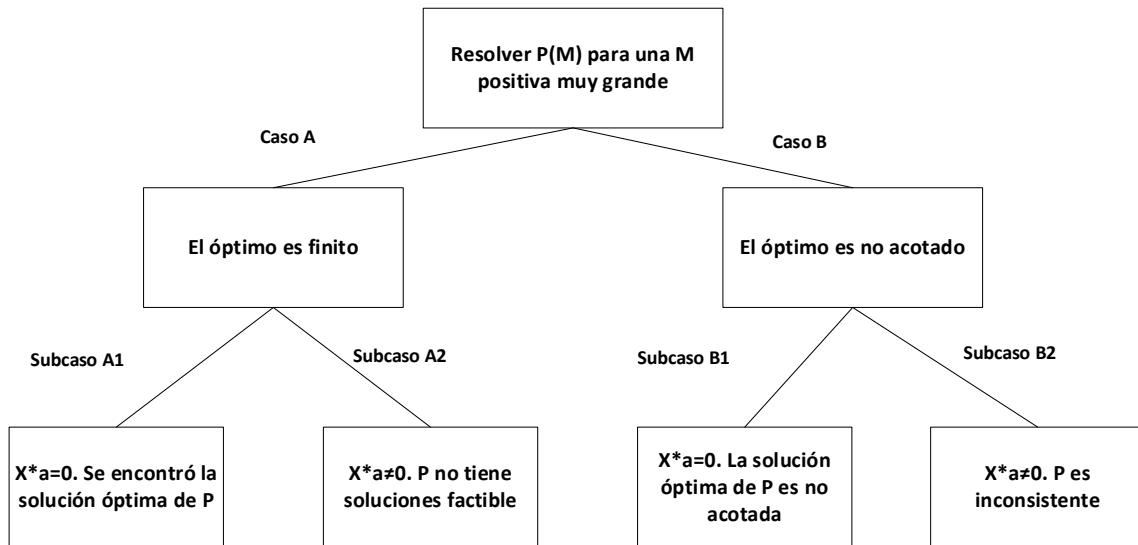 Resolver P(M) para una M
positiva muy grande
Caso A
Caso B
El óptimo es finito
El óptimo es no acotado
Subcaso A1
Subcaso A2
Subcaso B1
Subcaso B2
X*a=0. Se encontró la
solución óptima de P
X*a≠0. P no tiene
soluciones factible
X*a=0. La solución
óptima de P es no
acotada
X*a≠0. P es
inconsistente